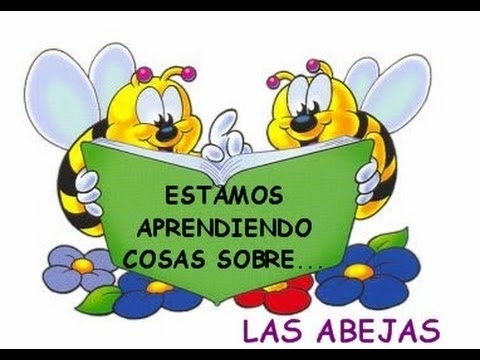 ESTAMOS
APRENDIENDO
COSAS SOBRE...
LAS ABEJAS